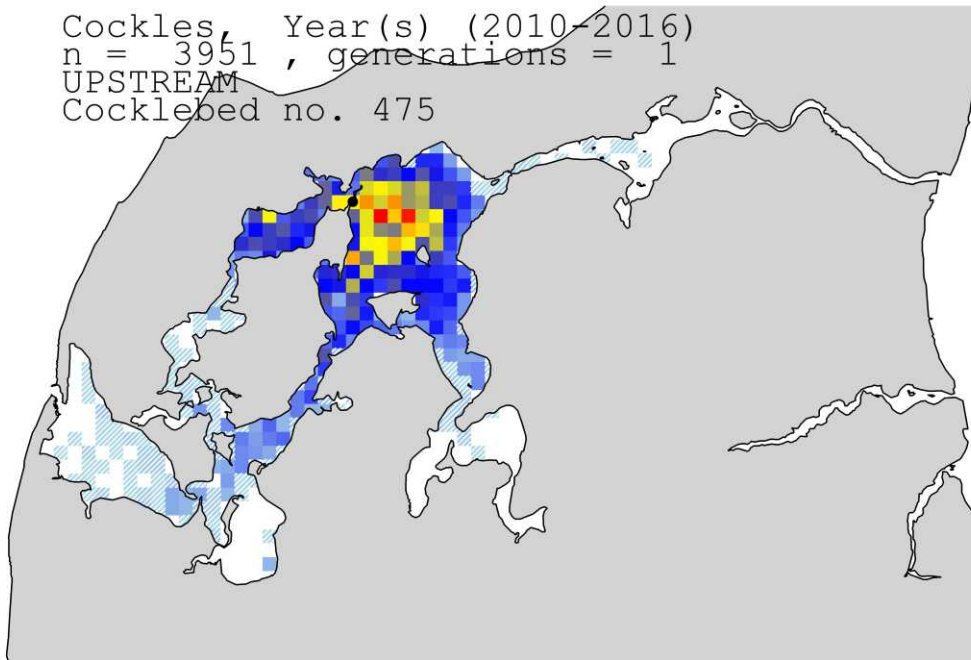 Cockles, Year(s) (2010-2016)
n = 3951 , generations = 1
UPSTREAM
Cocklebed no. 475